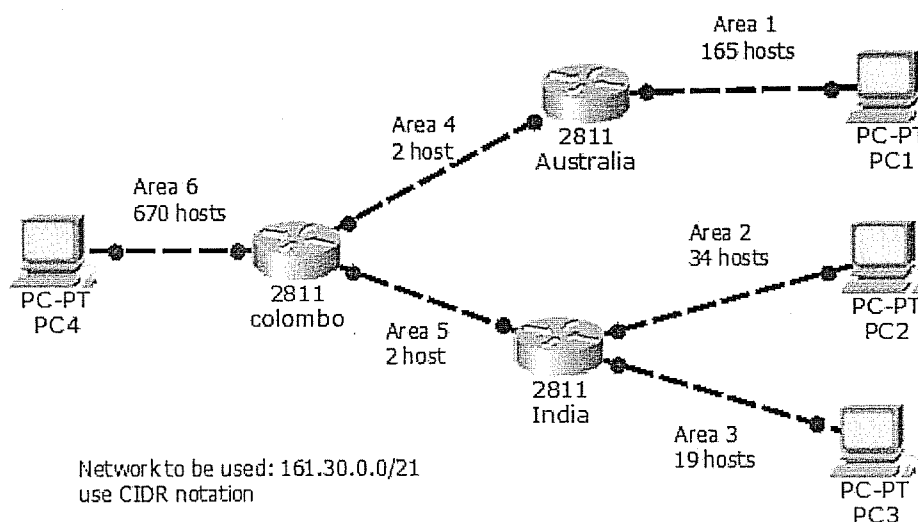 Area 1
165 hosts
PC-PT
PC1
2811
Australia
Area 4
2 host
Area 6
670 hosts
PC-PT
PC4
2811
colombo
Area 2
34 hosts
PC-PT
PC2
Area 5
2 host
2811
India
Area 3
19 hosts
PC-PT
PC3
Network to be used: 161.30.0.0/21
use CIDR notation